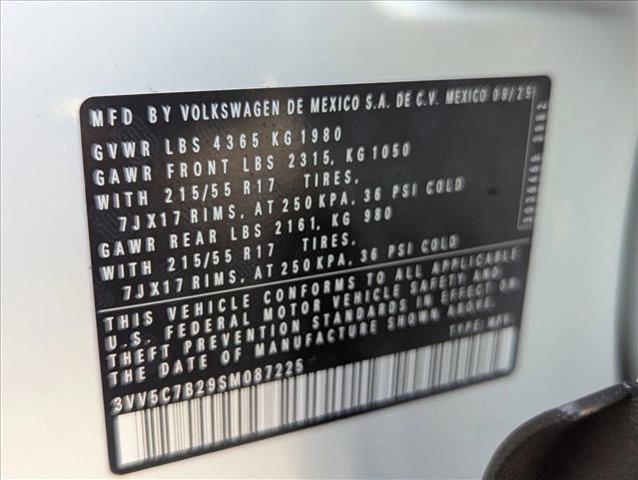 MFD BY VOLKSWAGEN DE MEXICO S.A. DE C.V. MEXICO 08/25
GVWR LBS 4365 KG 1980
GAWR FRONT LBS 2315, KG 1050
WITH 215/55 R17 TIRES,
7JX17 RIMS, AT 250 KPA, 36 PSI COLD
GAWR REAR LBS 2161, KG 980
WITH 215/55 R17 TIRES,
7JX17 RIMS, AT 250 KPA, 36 PSI COLD
THIS VEHICLE CONFORMS TO ALL APPLICABLE
U.S. FEDERAL MOTOR VEHICLE SAFETY AND
THEFT PREVENTION STANDARDS IN EFFECT ON
THE DATE OF MANUFACTURE SHOWN ABOVE.
TYPE: MPV
3VV5C7B29SM087225